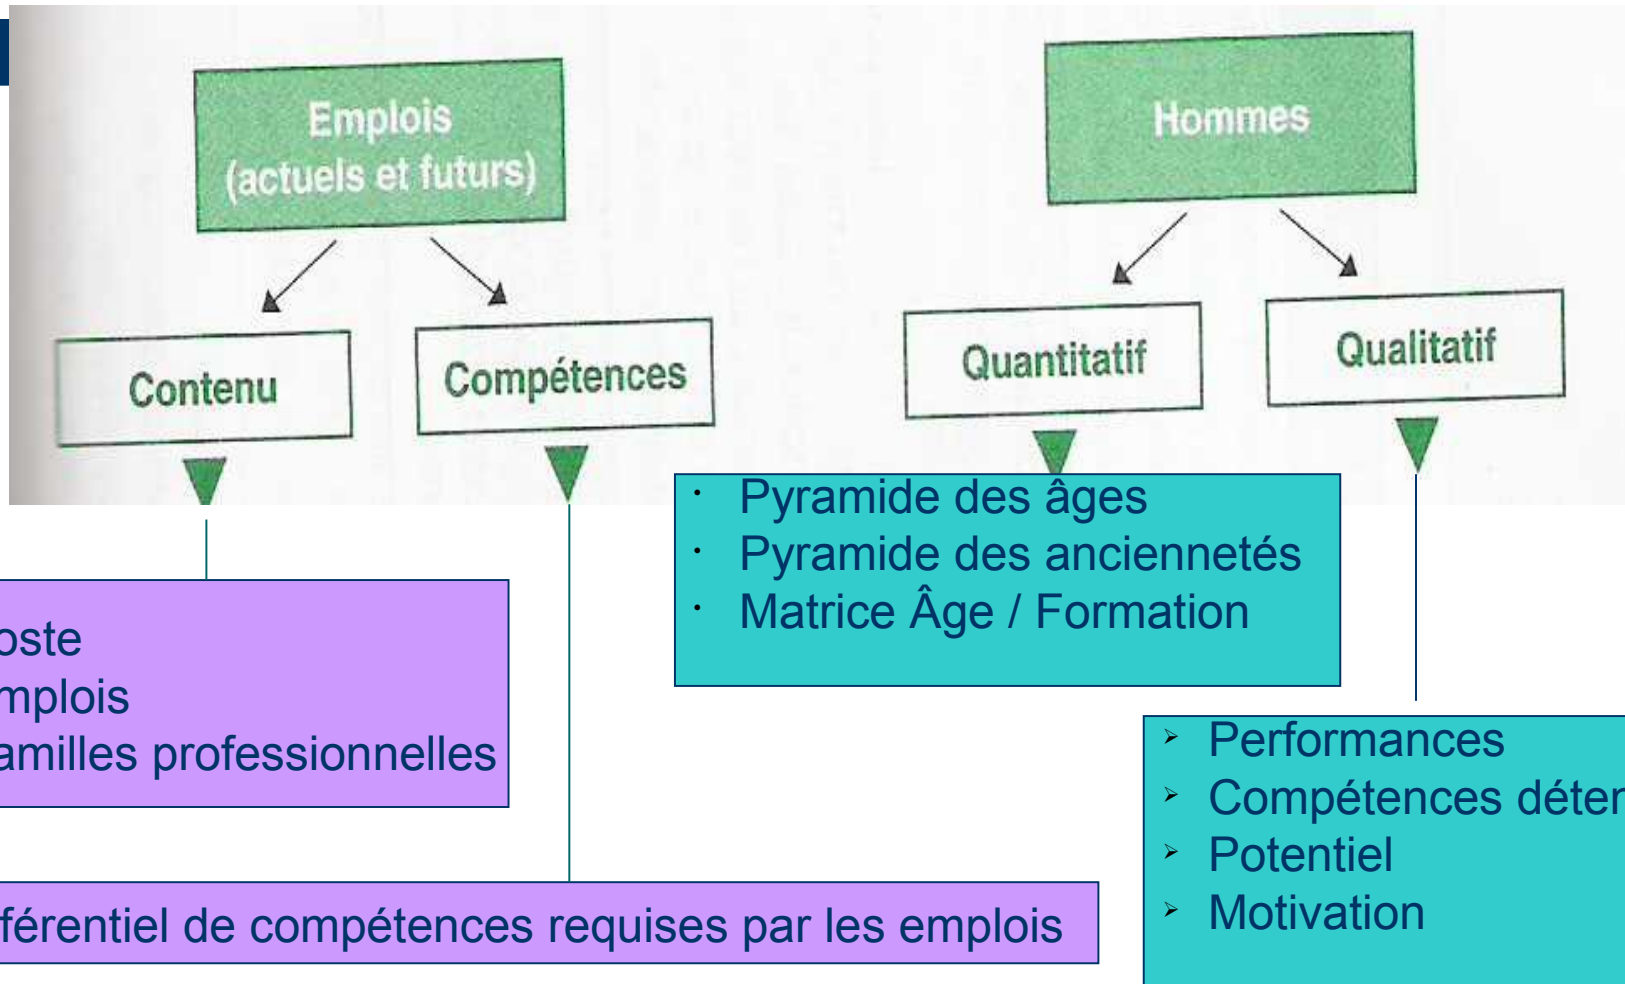 Emplois
(actuels et futurs)
Hommes
Contenu
Compétences
Quantitatif
Qualitatif
· Pyramide des âges
· Pyramide des anciennetés
· Matrice Âge / Formation
oste
mplois
amilles professionnelles
➢ Performances
➢ Compétences déten
➢ Potentiel
➢ Motivation
férentiel de compétences requises par les emplois